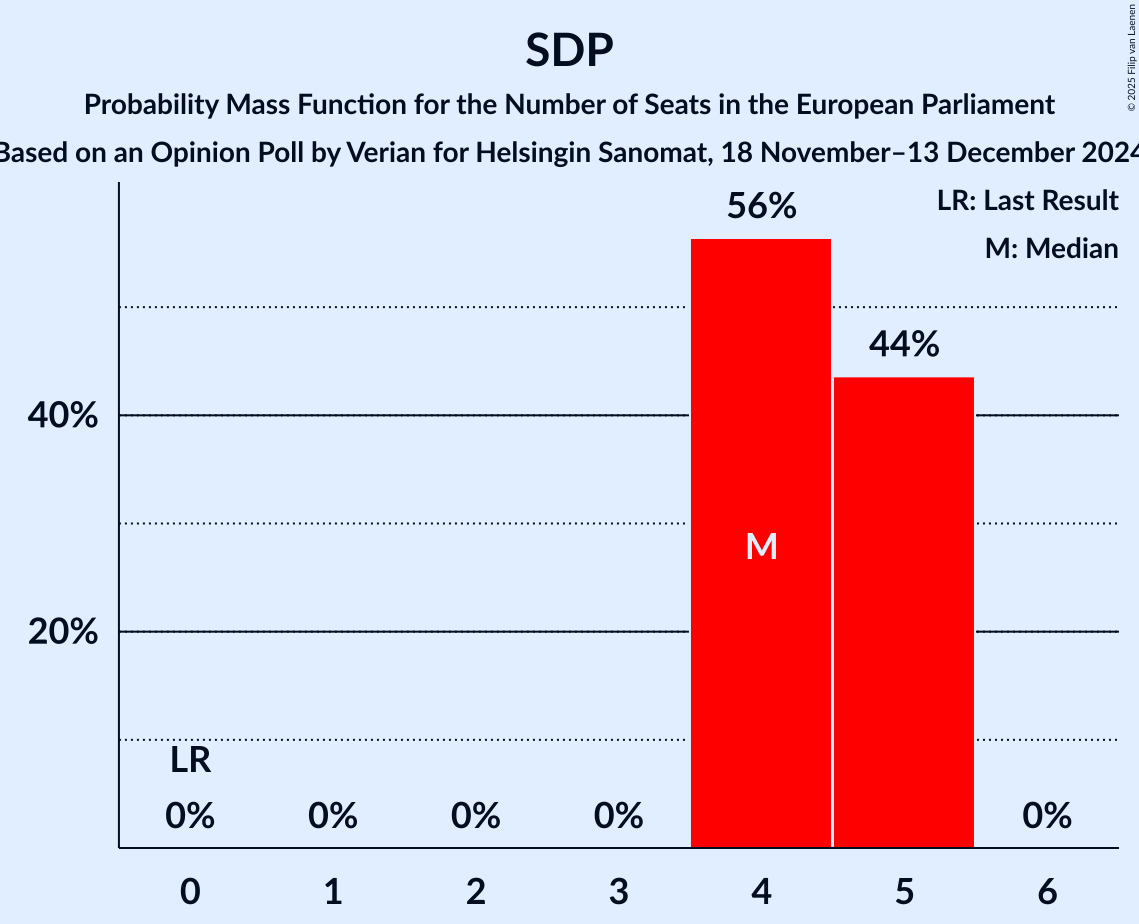 SDP
Probability Mass Function for the Number of Seats in the European Parliament
Based on an Opinion Poll by Verian for Helsingin Sanomat, 18 November–13 December 2024
© 2025 Filip van Laenen
LR: Last Result
M: Median
56%
44%
40%
M
20%
LR
0% 0% 0% 0% 0%
0 1 2 3 4 5 6